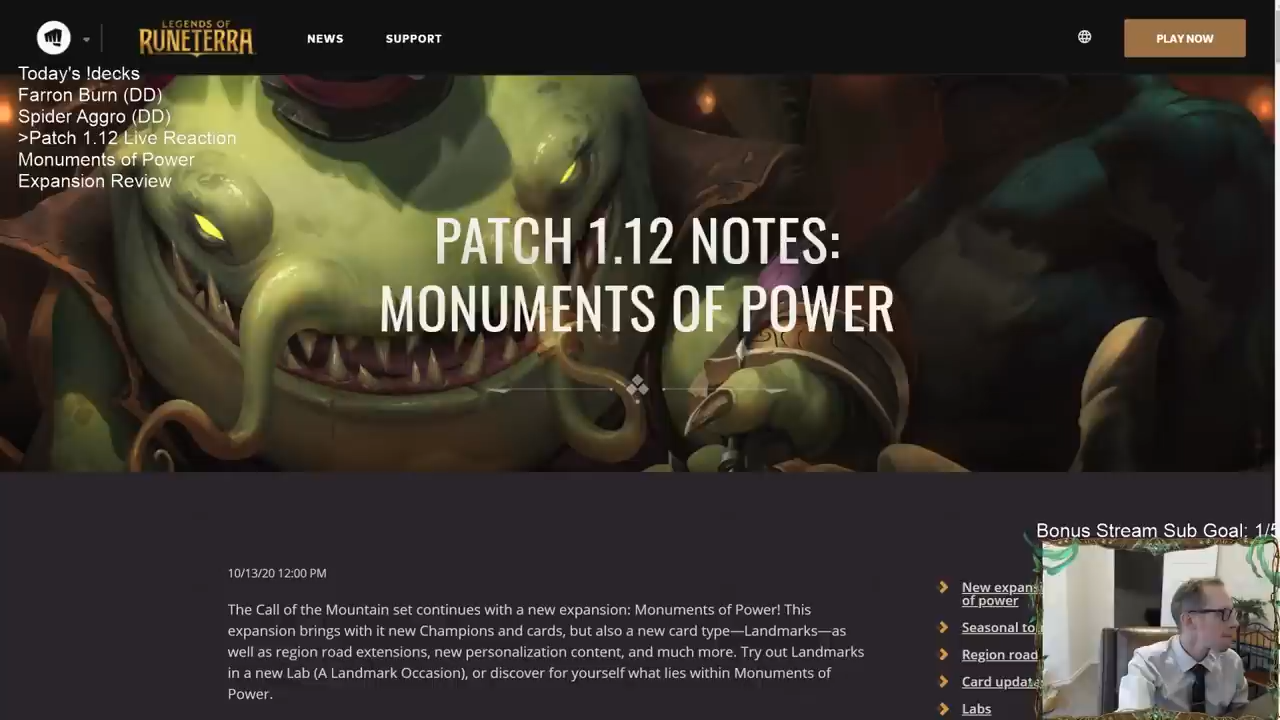 LEGENDS OF
RUNETERRA
NEWS
SUPPORT
PLAY NOW
Today's !decks
Farron Burn (DD)
Spider Aggro (DD)
>Patch 1.12 Live Reaction
Monuments of Power
Expansion Review
PATCH 1.12 NOTES:
MONUMENTS OF POWER
Bonus Stream Sub Goal: 1/5
10/13/20 12:00 PM
The Call of the Mountain set continues with a new expansion: Monuments of Power! This
expansion brings with it new Champions and cards, but also a new card type—Landmarks—as
well as region road extensions, new personalization content, and much more. Try out Landmarks
in a new Lab (A Landmark Occasion), or discover for yourself what lies within Monuments of
Power.
New expans
of power
Seasonal to
Region road
Card update
Labs